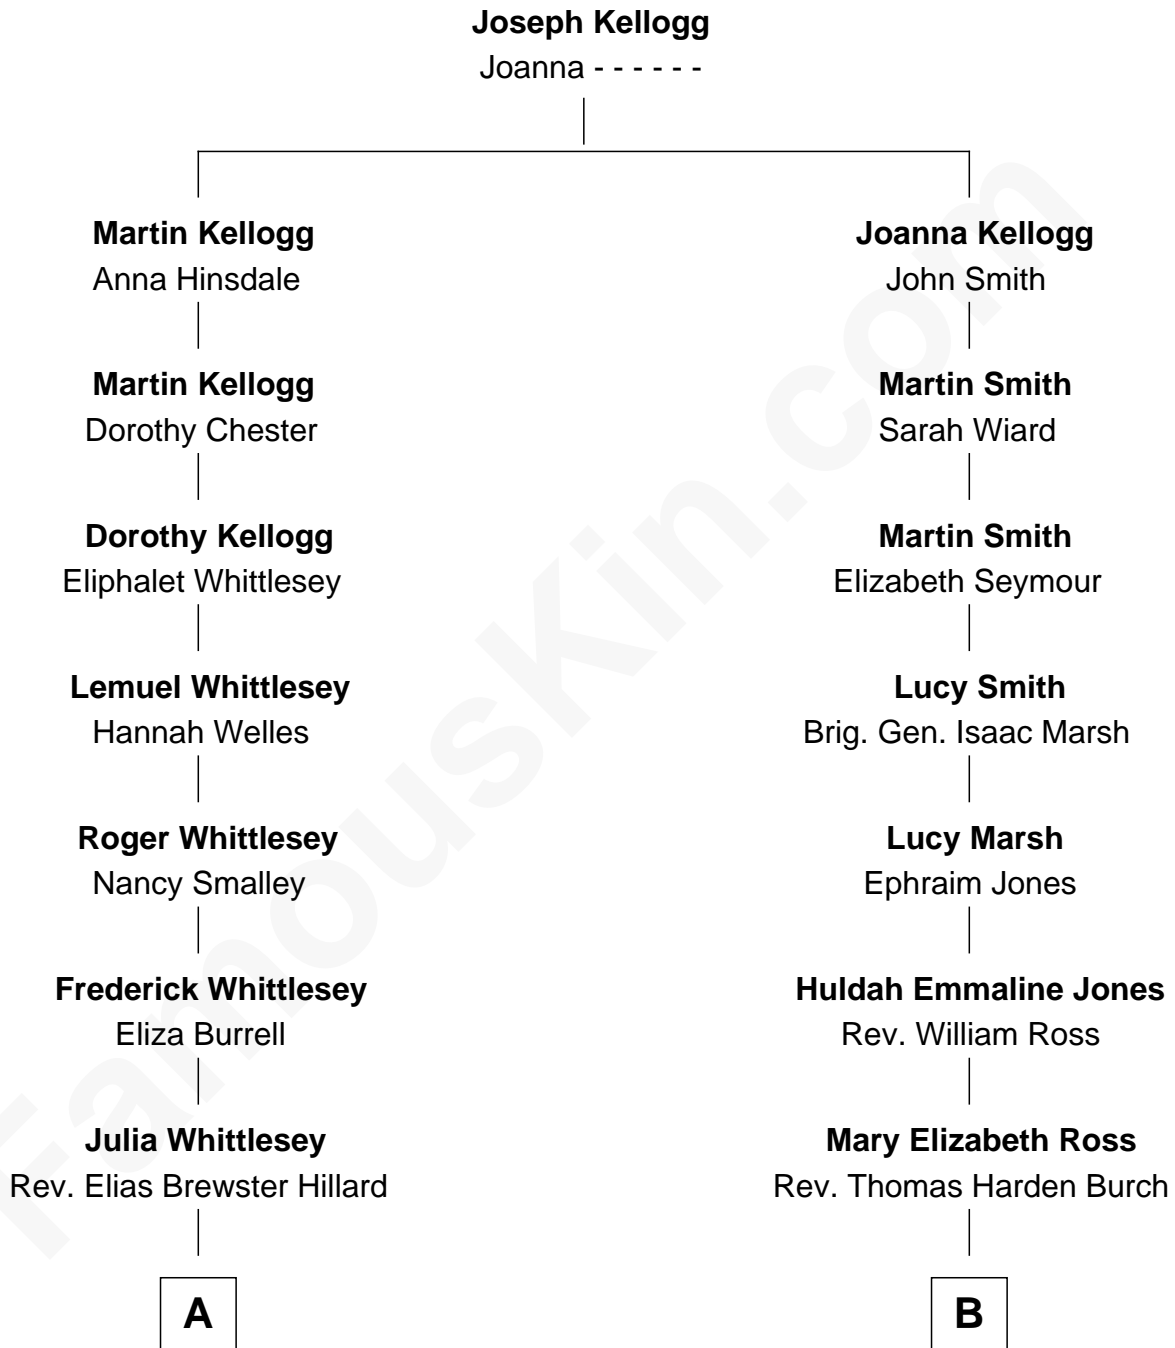 Joseph Kellogg
Joanna - - - - - -
Martin Kellogg
Anna Hinsdale
Joanna Kellogg
John Smith
Martin Kellogg
Dorothy Chester
Martin Smith
Sarah Wiard
Dorothy Kellogg
Eliphalet Whittlesey
Martin Smith
Elizabeth Seymour
Lemuel Whittlesey
Hannah Welles
Lucy Smith
Brig. Gen. Isaac Marsh
Roger Whittlesey
Nancy Smalley
Lucy Marsh
Ephraim Jones
Frederick Whittlesey
Eliza Burrell
Huldah Emmaline Jones
Rev. William Ross
Julia Whittlesey
Rev. Elias Brewster Hillard
Mary Elizabeth Ross
Rev. Thomas Harden Burch
A
B
FamousKin.com